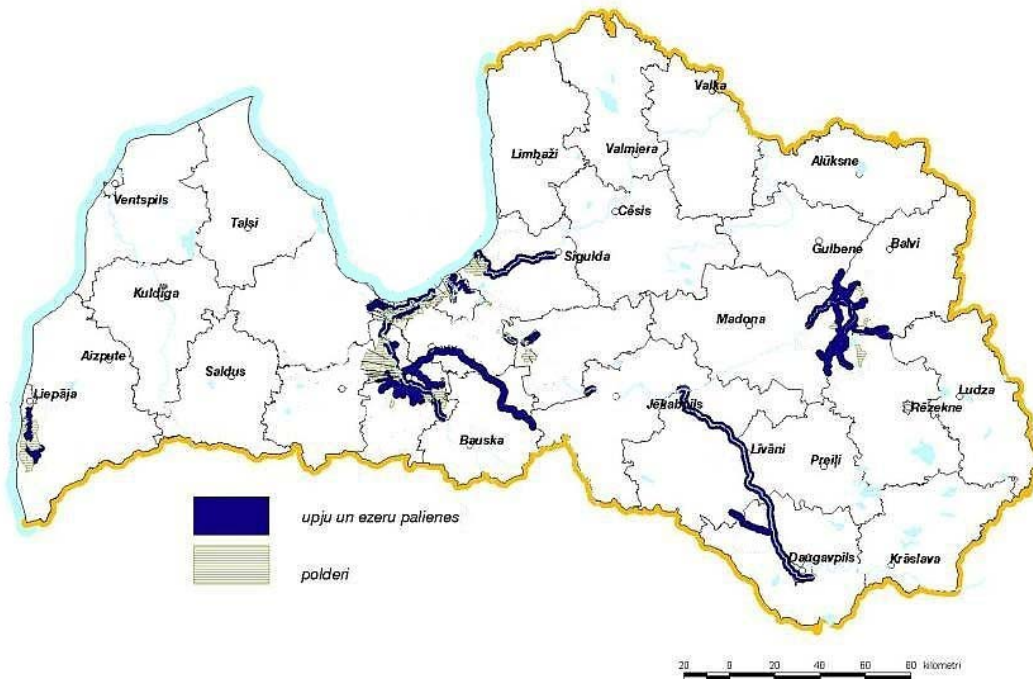 Valka
Limbaži
Valmiera
Alūksne
Ventspils
Talsi
Cēsis
Gulbene
Balvi
Sigulda
Kuldīga
Madona
Aizpute
Saldus
Liepāja
Jēkabpils
Ludza
Rēzekne
Bauska
Līvāni
Preiļi
upju un ezeru palienes
Daugavpils
Krāslava
polderi
20 0 20 40 60 80 kilometri